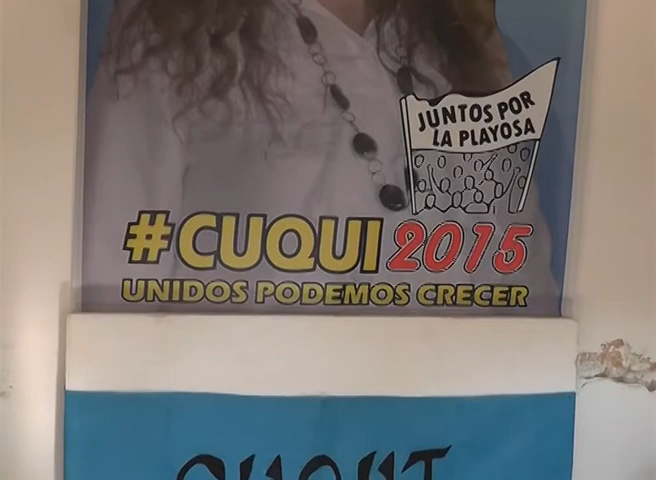 JUNTOS POR
LA PLAYOSA
#CUQUI 2015
UNIDOS PODEMOS CRECER